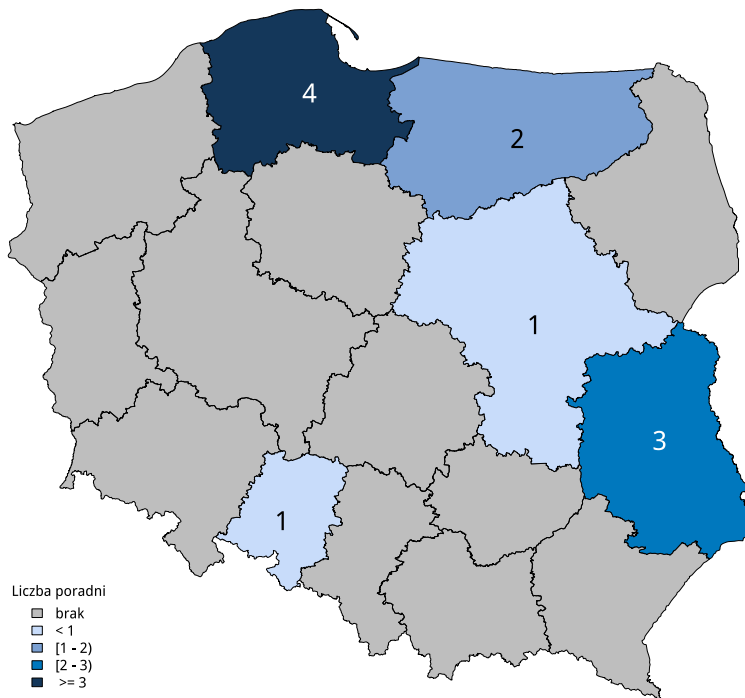 4
2
1
3
1
Liczba poradni
brak
< 1
[1 - 2)
[2 - 3)
>= 3